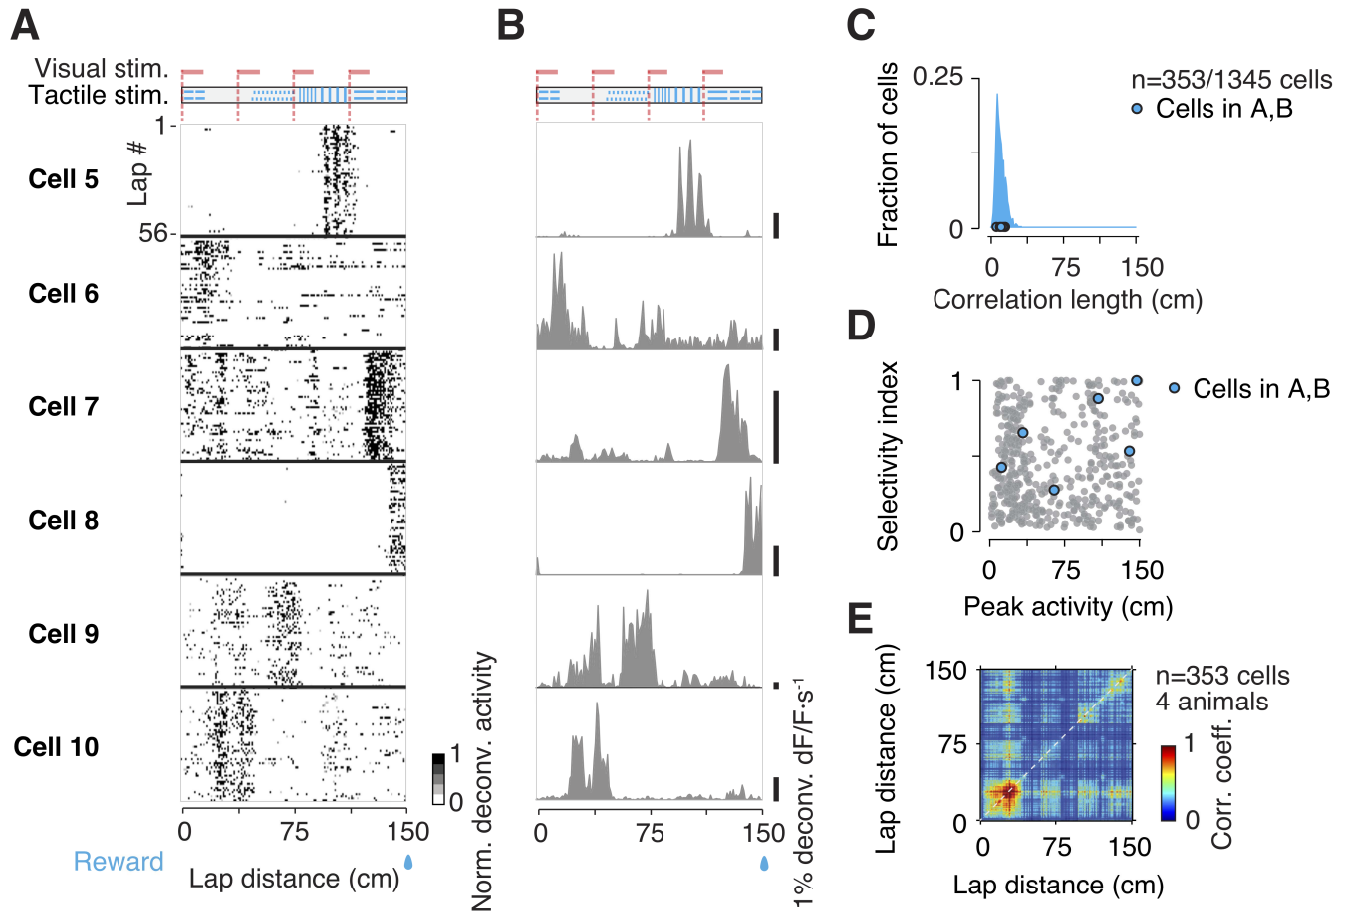 A
B
Visual stim.
Tactile stim.
Lap #
1
56
Cell 5
Cell 6
Cell 7
Cell 8
Cell 9
Cell 10
1
0
Norm. deconv. activity
0
75
150
Reward
Lap distance (cm)
0
75
150
1% deconv. dF/F·s-1
C
Fraction of cells
0.25
0
n=353/1345 cells
Cells in A,B
0
75
150
Correlation length (cm)
D
Selectivity index
1
0
Cells in A,B
0
75
150
Peak activity (cm)
E
Lap distance (cm)
150
75
0
n=353 cells
4 animals
1
0
Corr. coeff.
0
75
150
Lap distance (cm)